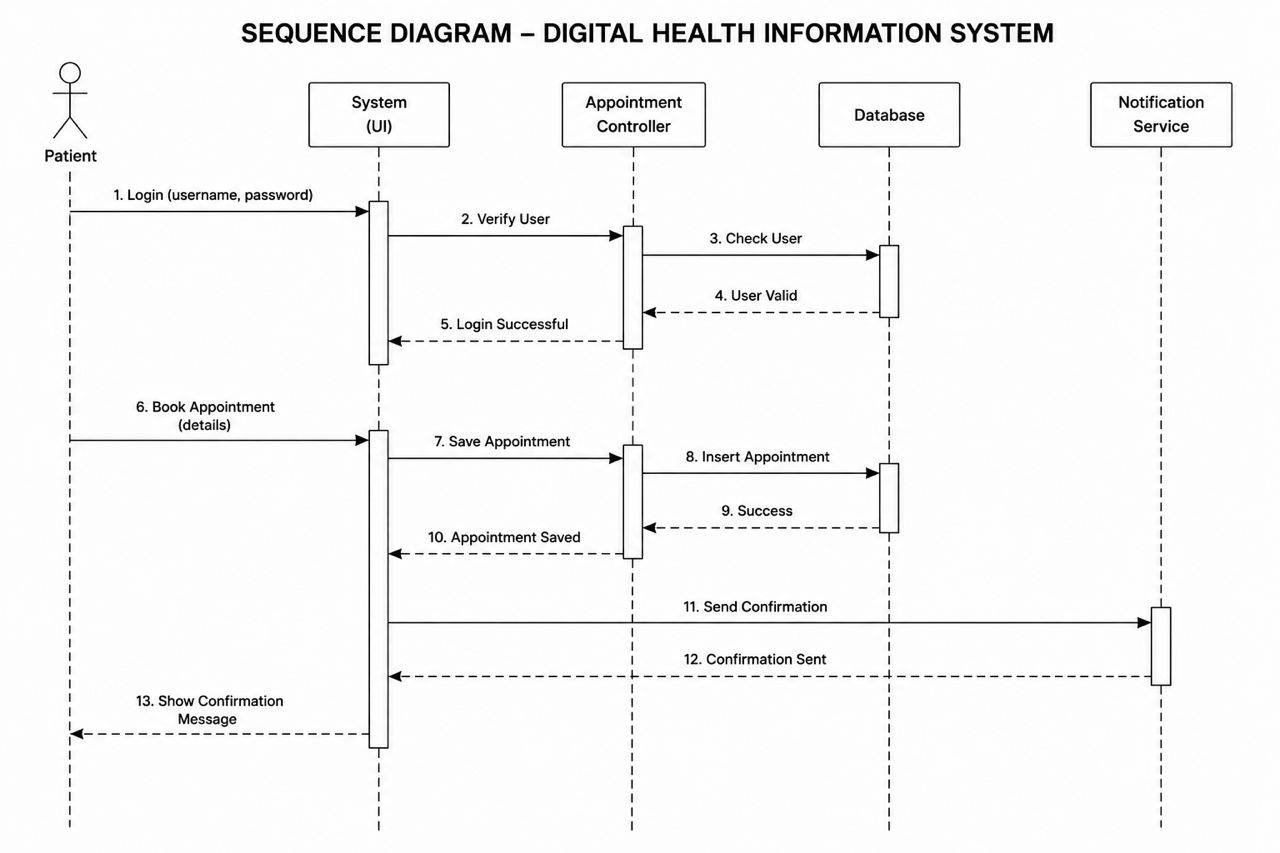 SEQUENCE DIAGRAM – DIGITAL HEALTH INFORMATION SYSTEM
Patient
System
(UI)
Appointment
Controller
Database
Notification
Service
1. Login (username, password)
2. Verify User
3. Check User
4. User Valid
5. Login Successful
6. Book Appointment
(details)
7. Save Appointment
8. Insert Appointment
9. Success
10. Appointment Saved
11. Send Confirmation
12. Confirmation Sent
13. Show Confirmation
Message